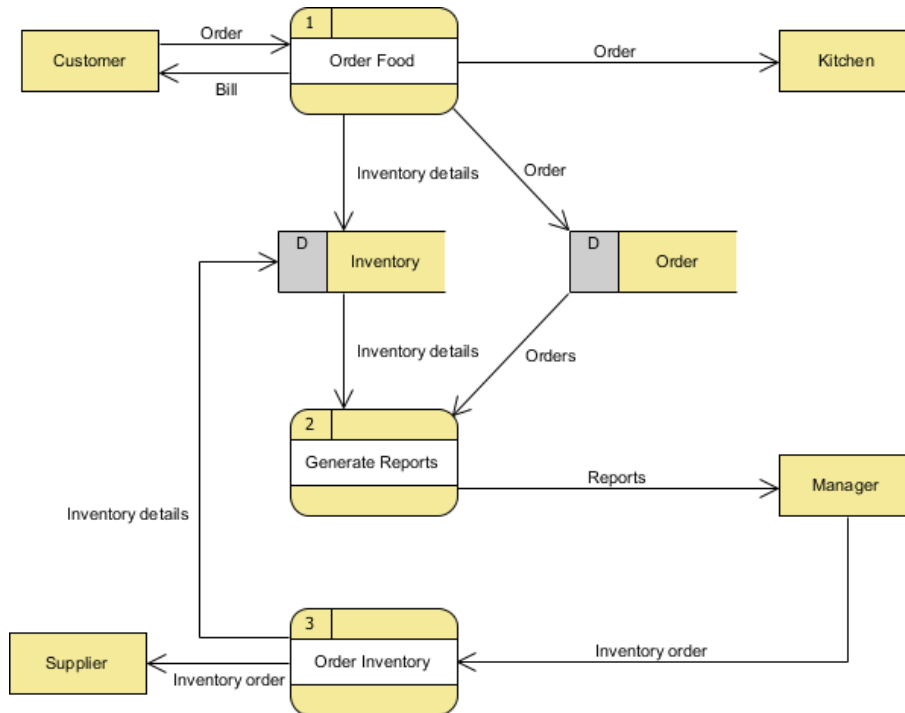 1
Order
Customer
Order Food
Order
Kitchen
Bill
Inventory details
Order
D
Inventory
D
Order
Inventory details
Orders
2
Generate Reports
Reports
Manager
Inventory details
3
Order Inventory
Inventory order
Supplier
Inventory order